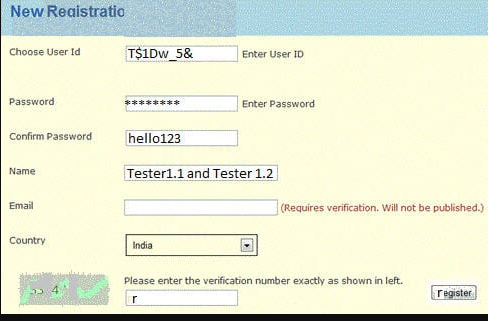 New Registratio
Choose User Id T$1Dw_5& Enter User ID
Password ******** Enter Password
Confirm Password hello123
Name Tester1.1 and Tester 1.2
Email (Requires verification. Will not be published.)
Country India
Please enter the verification number exactly as shown in left.
r register